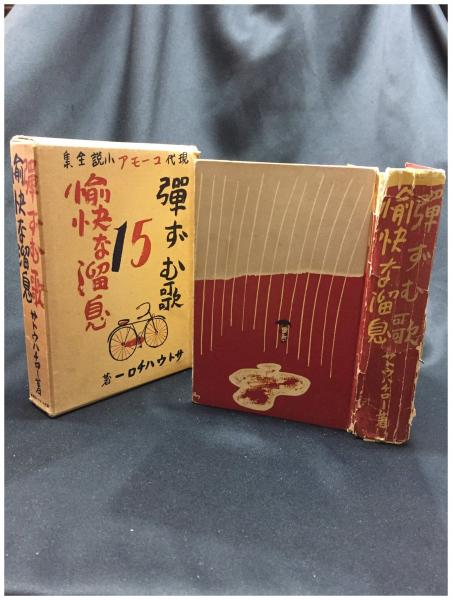 現代ユーモア小説全集
彈ずむ歌
15
愉快な溜息
サトウハチロー著
彈ずむ歌
愉快な溜息
サトウハチロー著
彈ずむ歌
愉快な溜息
サトウハチロー著